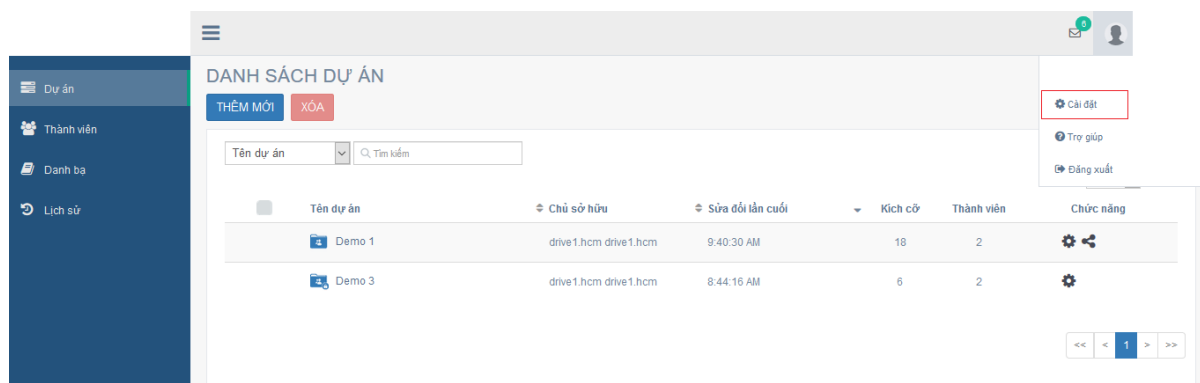 6
DANH SÁCH DỰ ÁN
THÊM MỚI XÓA
Dự án
Thành viên
Danh bạ
Lịch sử
Cài đặt
Trợ giúp
Đăng xuất
Tên dự án Tìm kiếm
Tên dự án Chủ sở hữu Sửa đổi lần cuối Kích cỡ Thành viên Chức năng
Demo 1 drive1.hcm drive1.hcm 9:40:30 AM 18 2
Demo 3 drive1.hcm drive1.hcm 8:44:16 AM 6 2
<< < 1 > >>